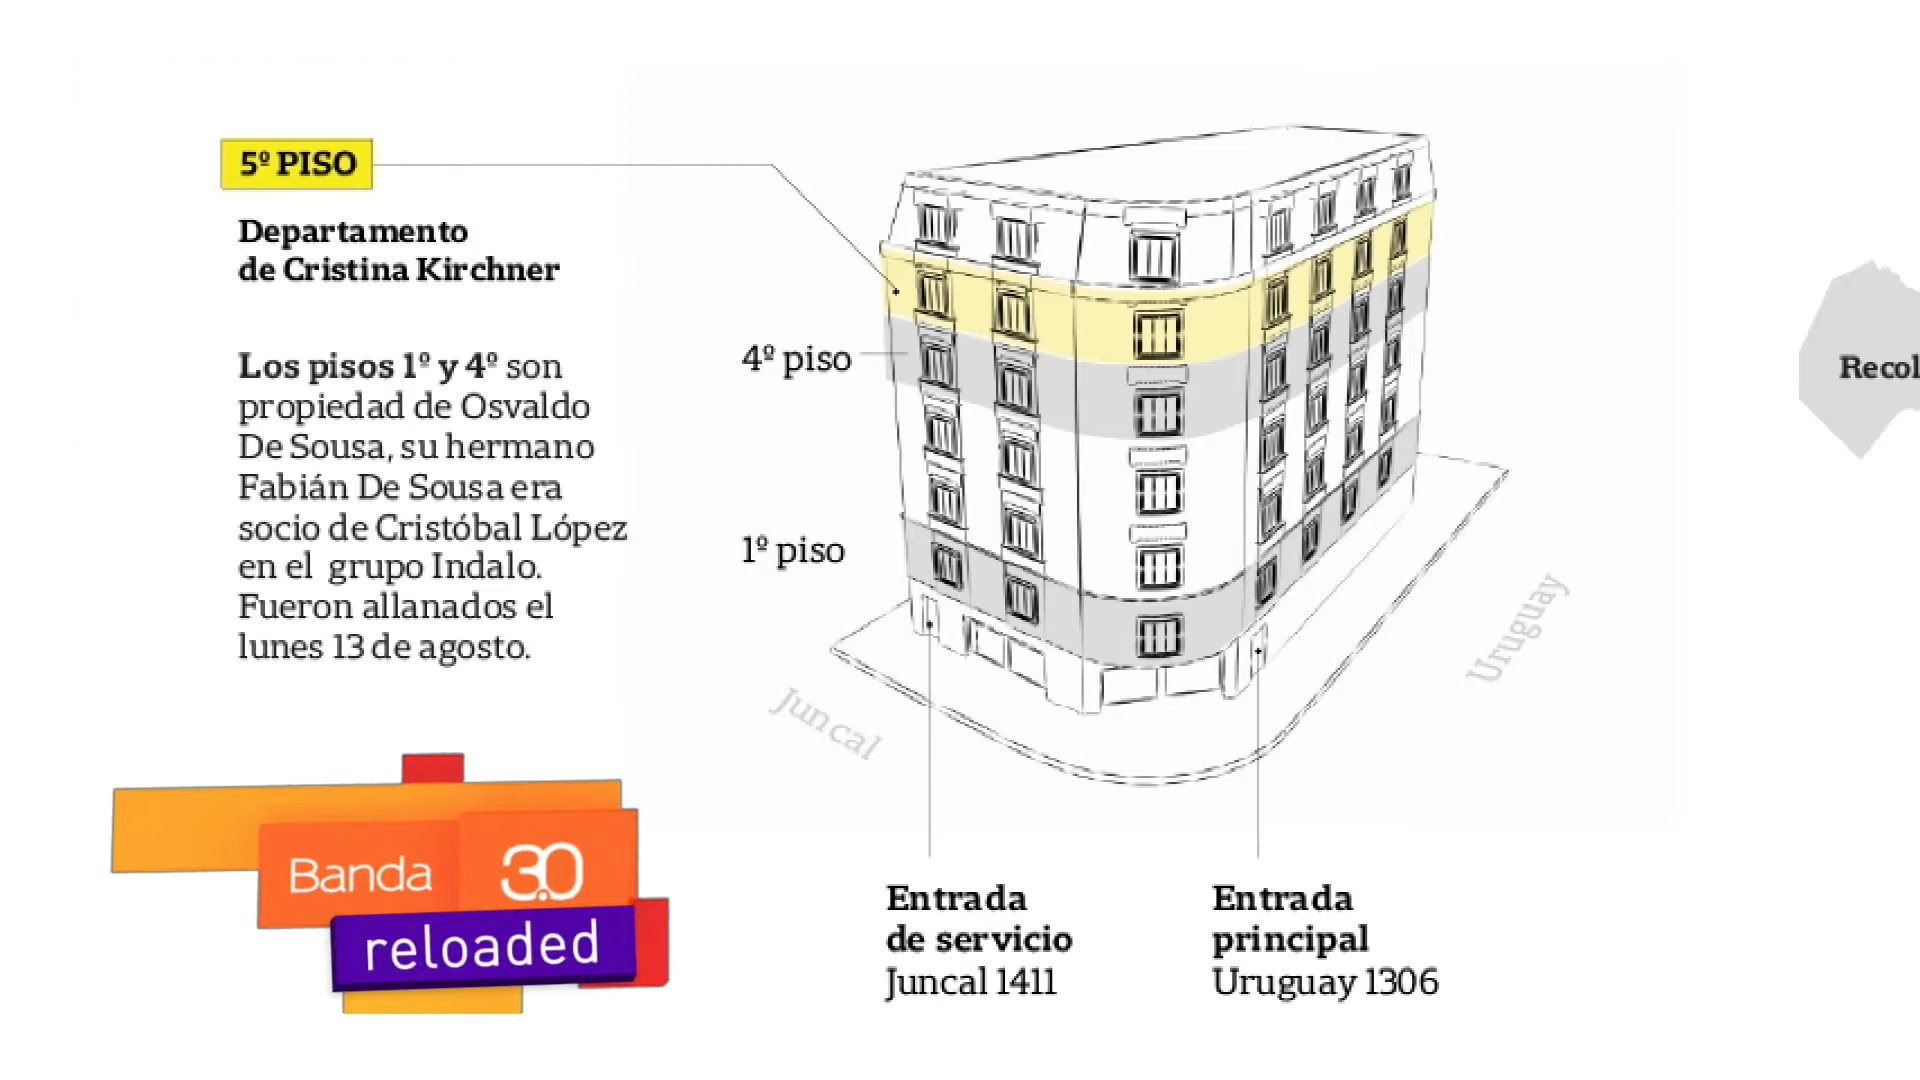 5º PISO
Departamento
de Cristina Kirchner
Los pisos 1º y 4º son
propiedad de Osvaldo
De Sousa, su hermano
Fabián De Sousa era
socio de Cristóbal López
en el grupo Indalo.
Fueron allanados el
lunes 13 de agosto.
4º piso
1º piso
Juncal
Uruguay
Recol
Entrada
de servicio
Juncal 1411
Entrada
principal
Uruguay 1306
Banda 3.0
reloaded